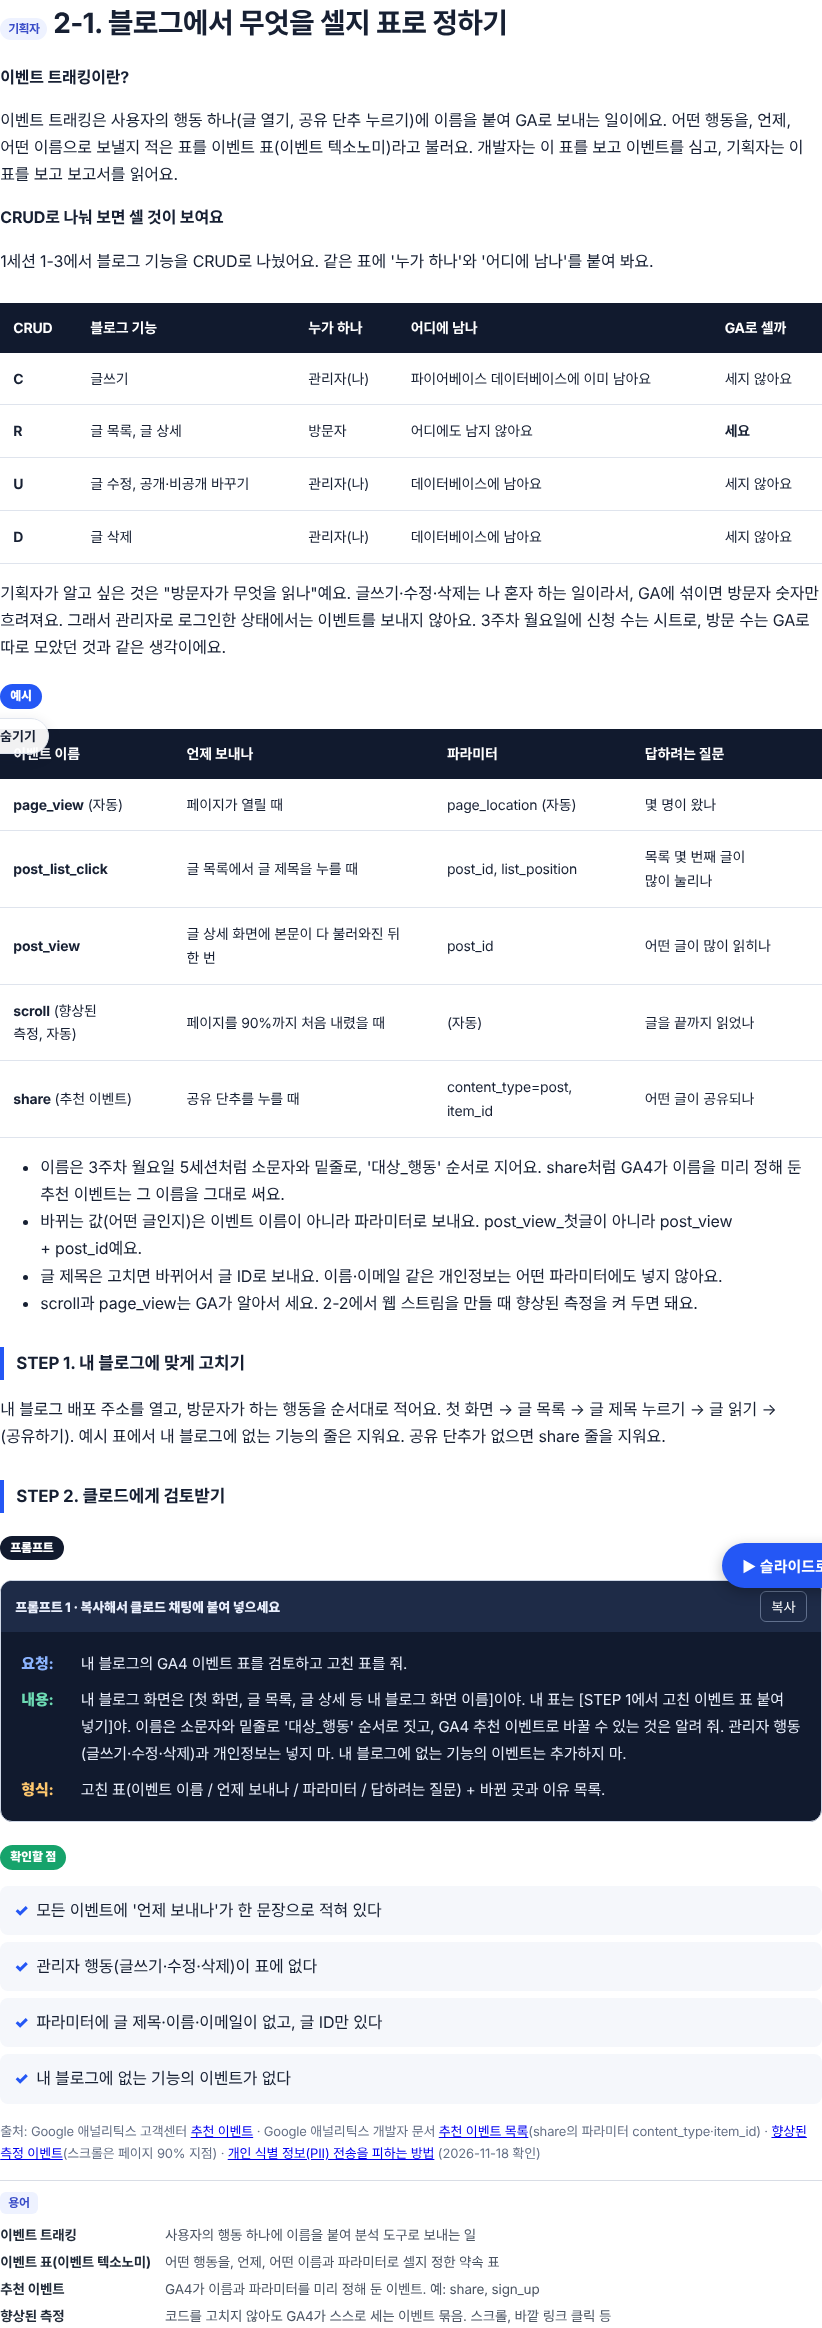 기획자 2-1. 블로그에서 무엇을 셀지 표로 정하기
이벤트 트래킹이란?
이벤트 트래킹은 사용자의 행동 하나(글 열기, 공유 단추 누르기)에 이름을 붙여 GA로 보내는 일이에요. 어떤 행동을, 언제,
어떤 이름으로 보낼지 적은 표를 이벤트 표(이벤트 텍소노미)라고 불러요. 개발자는 이 표를 보고 이벤트를 심고, 기획자는 이
표를 보고 보고서를 읽어요.
CRUD로 나눠 보면 셀 것이 보여요
1세션 1-3에서 블로그 기능을 CRUD로 나눴어요. 같은 표에 '누가 하나'와 '어디에 남나'를 붙여 봐요.
CRUD 블로그 기능 누가 하나 어디에 남나 GA로 셀까
C 글쓰기 관리자(나) 파이어베이스 데이터베이스에 이미 남아요 세지 않아요
R 글 목록, 글 상세 방문자 어디에도 남지 않아요 세요
U 글 수정, 공개·비공개 바꾸기 관리자(나) 데이터베이스에 남아요 세지 않아요
D 글 삭제 관리자(나) 데이터베이스에 남아요 세지 않아요
기획자가 알고 싶은 것은 "방문자가 무엇을 읽나"예요. 글쓰기·수정·삭제는 나 혼자 하는 일이라서, GA에 섞이면 방문자 숫자만
흐려져요. 그래서 관리자로 로그인한 상태에서는 이벤트를 보내지 않아요. 3주차 월요일에 신청 수는 시트로, 방문 수는 GA로
따로 모았던 것과 같은 생각이에요.
예시
숨기기
이벤트 이름 언제 보내나 파라미터 답하려는 질문
page_view (자동) 페이지가 열릴 때 page_location (자동) 몇 명이 왔나
post_list_click 글 목록에서 글 제목을 누를 때 post_id, list_position 목록 몇 번째 글이
많이 눌리나
post_view 글 상세 화면에 본문이 다 불러와진 뒤
한 번 post_id 어떤 글이 많이 읽히나
scroll (향상된
측정, 자동) 페이지를 90%까지 처음 내렸을 때 (자동) 글을 끝까지 읽었나
share (추천 이벤트) 공유 단추를 누를 때 content_type=post,
item_id 어떤 글이 공유되나
• 이름은 3주차 월요일 5세션처럼 소문자와 밑줄로, '대상_행동' 순서로 지어요. share처럼 GA4가 이름을 미리 정해 둔
추천 이벤트는 그 이름을 그대로 써요.
• 바뀌는 값(어떤 글인지)은 이벤트 이름이 아니라 파라미터로 보내요. post_view_첫글이 아니라 post_view
+ post_id예요.
• 글 제목은 고치면 바뀌어서 글 ID로 보내요. 이름·이메일 같은 개인정보는 어떤 파라미터에도 넣지 않아요.
• scroll과 page_view는 GA가 알아서 세요. 2-2에서 웹 스트림을 만들 때 향상된 측정을 켜 두면 돼요.
STEP 1. 내 블로그에 맞게 고치기
내 블로그 배포 주소를 열고, 방문자가 하는 행동을 순서대로 적어요. 첫 화면 → 글 목록 → 글 제목 누르기 → 글 읽기 →
(공유하기). 예시 표에서 내 블로그에 없는 기능의 줄은 지워요. 공유 단추가 없으면 share 줄을 지워요.
STEP 2. 클로드에게 검토받기
프롬프트
▶ 슬라이드로
프롬프트 1 · 복사해서 클로드 채팅에 붙여 넣으세요 복사
요청: 내 블로그의 GA4 이벤트 표를 검토하고 고친 표를 줘.
내용: 내 블로그 화면은 [첫 화면, 글 목록, 글 상세 등 내 블로그 화면 이름]이야. 내 표는 [STEP 1에서 고친 이벤트 표 붙여
넣기]야. 이름은 소문자와 밑줄로 '대상_행동' 순서로 짓고, GA4 추천 이벤트로 바꿀 수 있는 것은 알려 줘. 관리자 행동
(글쓰기·수정·삭제)과 개인정보는 넣지 마. 내 블로그에 없는 기능의 이벤트는 추가하지 마.
형식: 고친 표(이벤트 이름 / 언제 보내나 / 파라미터 / 답하려는 질문) + 바뀐 곳과 이유 목록.
확인할 점
✓ 모든 이벤트에 '언제 보내나'가 한 문장으로 적혀 있다
✓ 관리자 행동(글쓰기·수정·삭제)이 표에 없다
✓ 파라미터에 글 제목·이름·이메일이 없고, 글 ID만 있다
✓ 내 블로그에 없는 기능의 이벤트가 없다
출처: Google 애널리틱스 고객센터 추천 이벤트 · Google 애널리틱스 개발자 문서 추천 이벤트 목록(share의 파라미터 content_type·item_id) · 향상된
측정 이벤트(스크롤은 페이지 90% 지점) · 개인 식별 정보(PII) 전송을 피하는 방법 (2026-11-18 확인)
용어
이벤트 트래킹 사용자의 행동 하나에 이름을 붙여 분석 도구로 보내는 일
이벤트 표(이벤트 텍소노미) 어떤 행동을, 언제, 어떤 이름과 파라미터로 셀지 정한 약속 표
추천 이벤트 GA4가 이름과 파라미터를 미리 정해 둔 이벤트. 예: share, sign_up
향상된 측정 코드를 고치지 않아도 GA4가 스스로 세는 이벤트 묶음. 스크롤, 바깥 링크 클릭 등